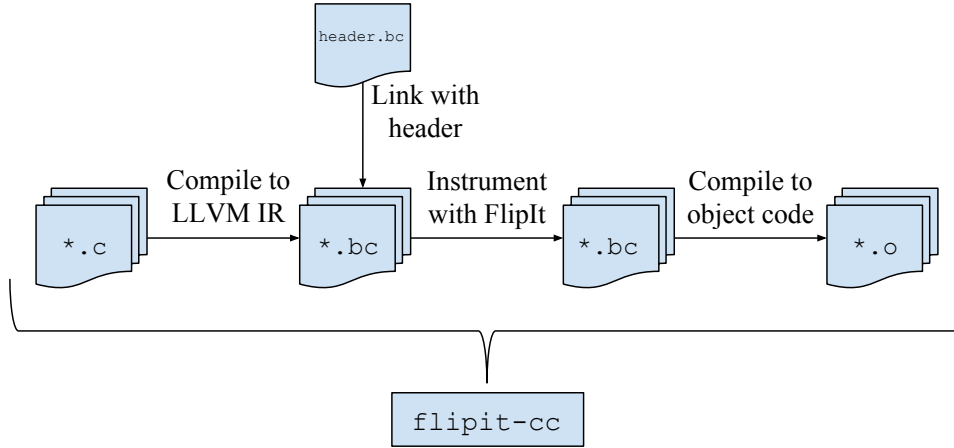 header.bc
Link with
header
Compile to
LLVM IR
Instrument
with FlipIt
Compile to
object code
*.c
*.bc
*.bc
*.o
flipit-cc